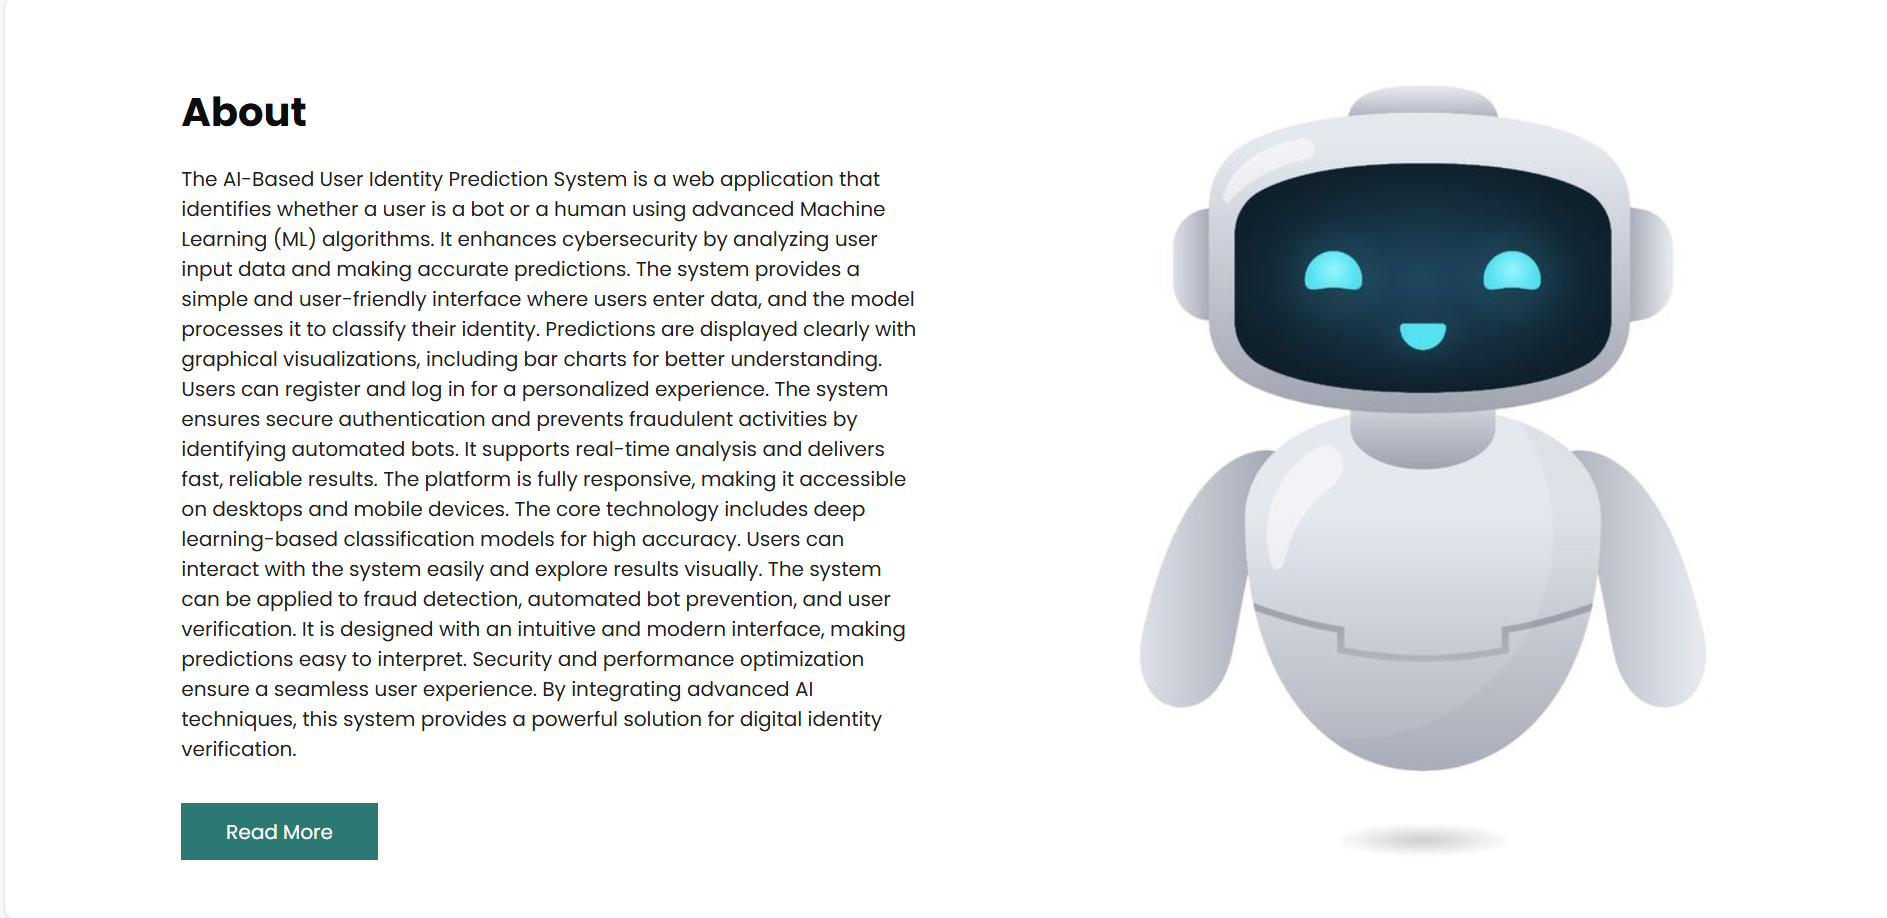 About
The AI-Based User Identity Prediction System is a web application that
identifies whether a user is a bot or a human using advanced Machine
Learning (ML) algorithms. It enhances cybersecurity by analyzing user
input data and making accurate predictions. The system provides a
simple and user-friendly interface where users enter data, and the model
processes it to classify their identity. Predictions are displayed clearly with
graphical visualizations, including bar charts for better understanding.
Users can register and log in for a personalized experience. The system
ensures secure authentication and prevents fraudulent activities by
identifying automated bots. It supports real-time analysis and delivers
fast, reliable results. The platform is fully responsive, making it accessible
on desktops and mobile devices. The core technology includes deep
learning-based classification models for high accuracy. Users can
interact with the system easily and explore results visually. The system
can be applied to fraud detection, automated bot prevention, and user
verification. It is designed with an intuitive and modern interface, making
predictions easy to interpret. Security and performance optimization
ensure a seamless user experience. By integrating advanced AI
techniques, this system provides a powerful solution for digital identity
verification.
Read More